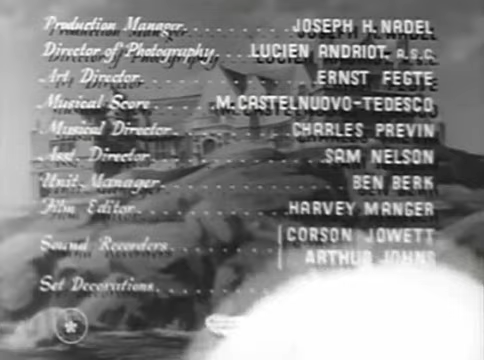 Production Manager. . . . . . . . JOSEPH H. NADEL
Director of Photography. . . . LUCIEN ANDRIOT. A.S.C.
Art Director. . . . . . . . . . . . . . ERNST FEGTE
Musical Score. . . . . M. CASTELNUOVO-TEDESCO
Musical Director. . . . . . . . . . CHARLES PREVIN
Asst. Director. . . . . . . . . . . . . SAM NELSON
Unit Manager. . . . . . . . . . . . . . . BEN BERK
Film Editor. . . . . . . . . . . . HARVEY MANGER
Sound Recorders. . . . . . . . CORSON JOWETT
ARTHUR JOHNS
Set Decorations. . . . . . .